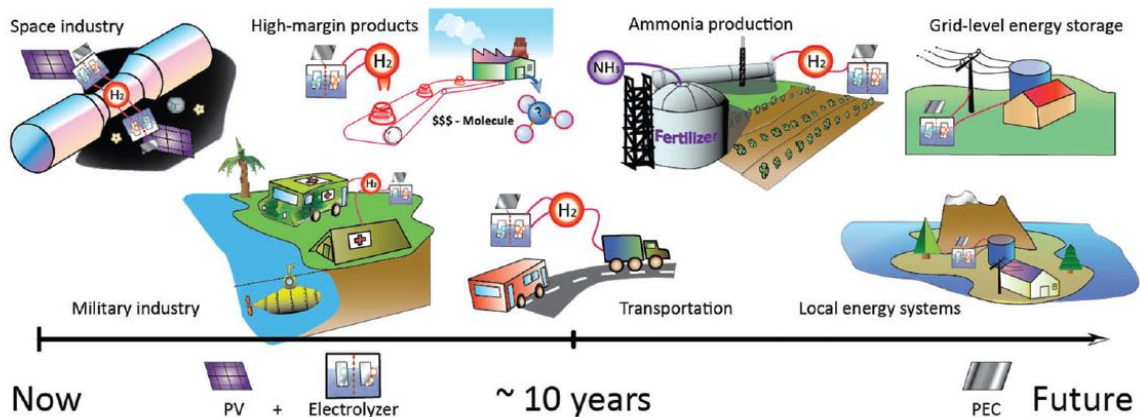 Space industry
High-margin products
Ammonia production
Grid-level energy storage
H₂
H₂
$$$ - Molecule
?
NH₃
Fertilizer
H₂
H₂
H₂
Military industry
Transportation
Local energy systems
Now
PV + Electrolyzer
~ 10 years
PEC
Future